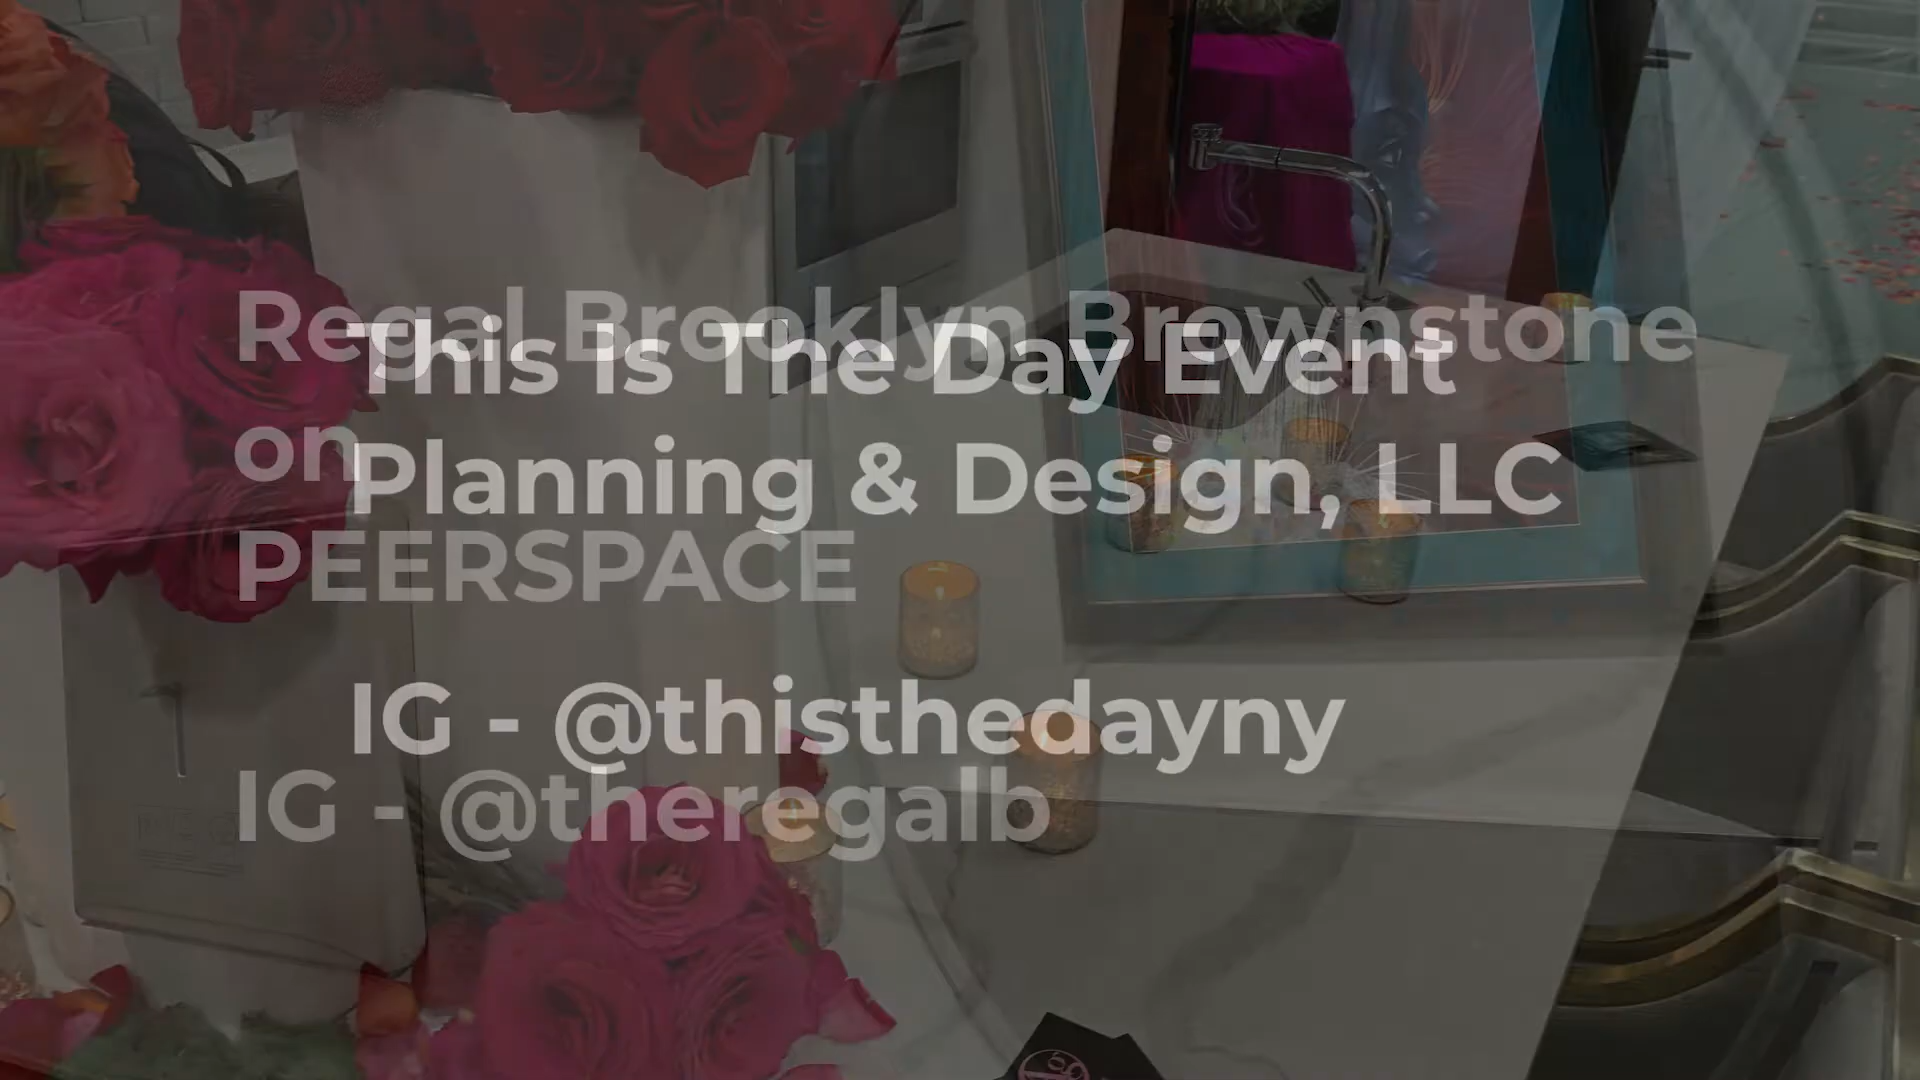 Regal Brooklyn Brownstone
on
PEERSPACE
IG - @theregalb
This Is The Day Event
Planning & Design, LLC
IG - @thisthedayny